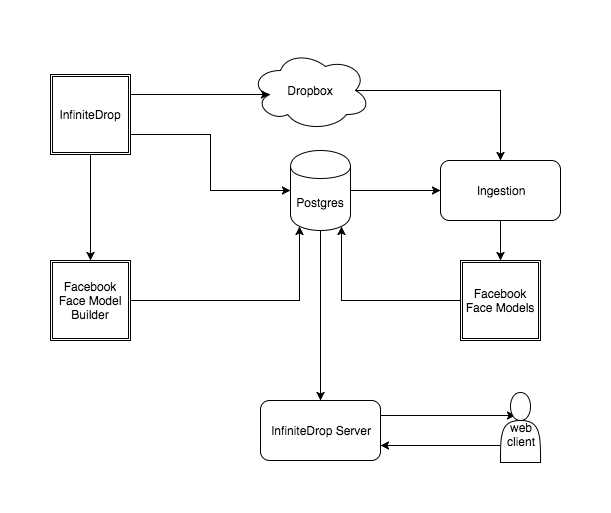 InfiniteDrop
Dropbox
Postgres
Ingestion
Facebook
Face Model
Builder
Facebook
Face Models
InfiniteDrop Server
web
client